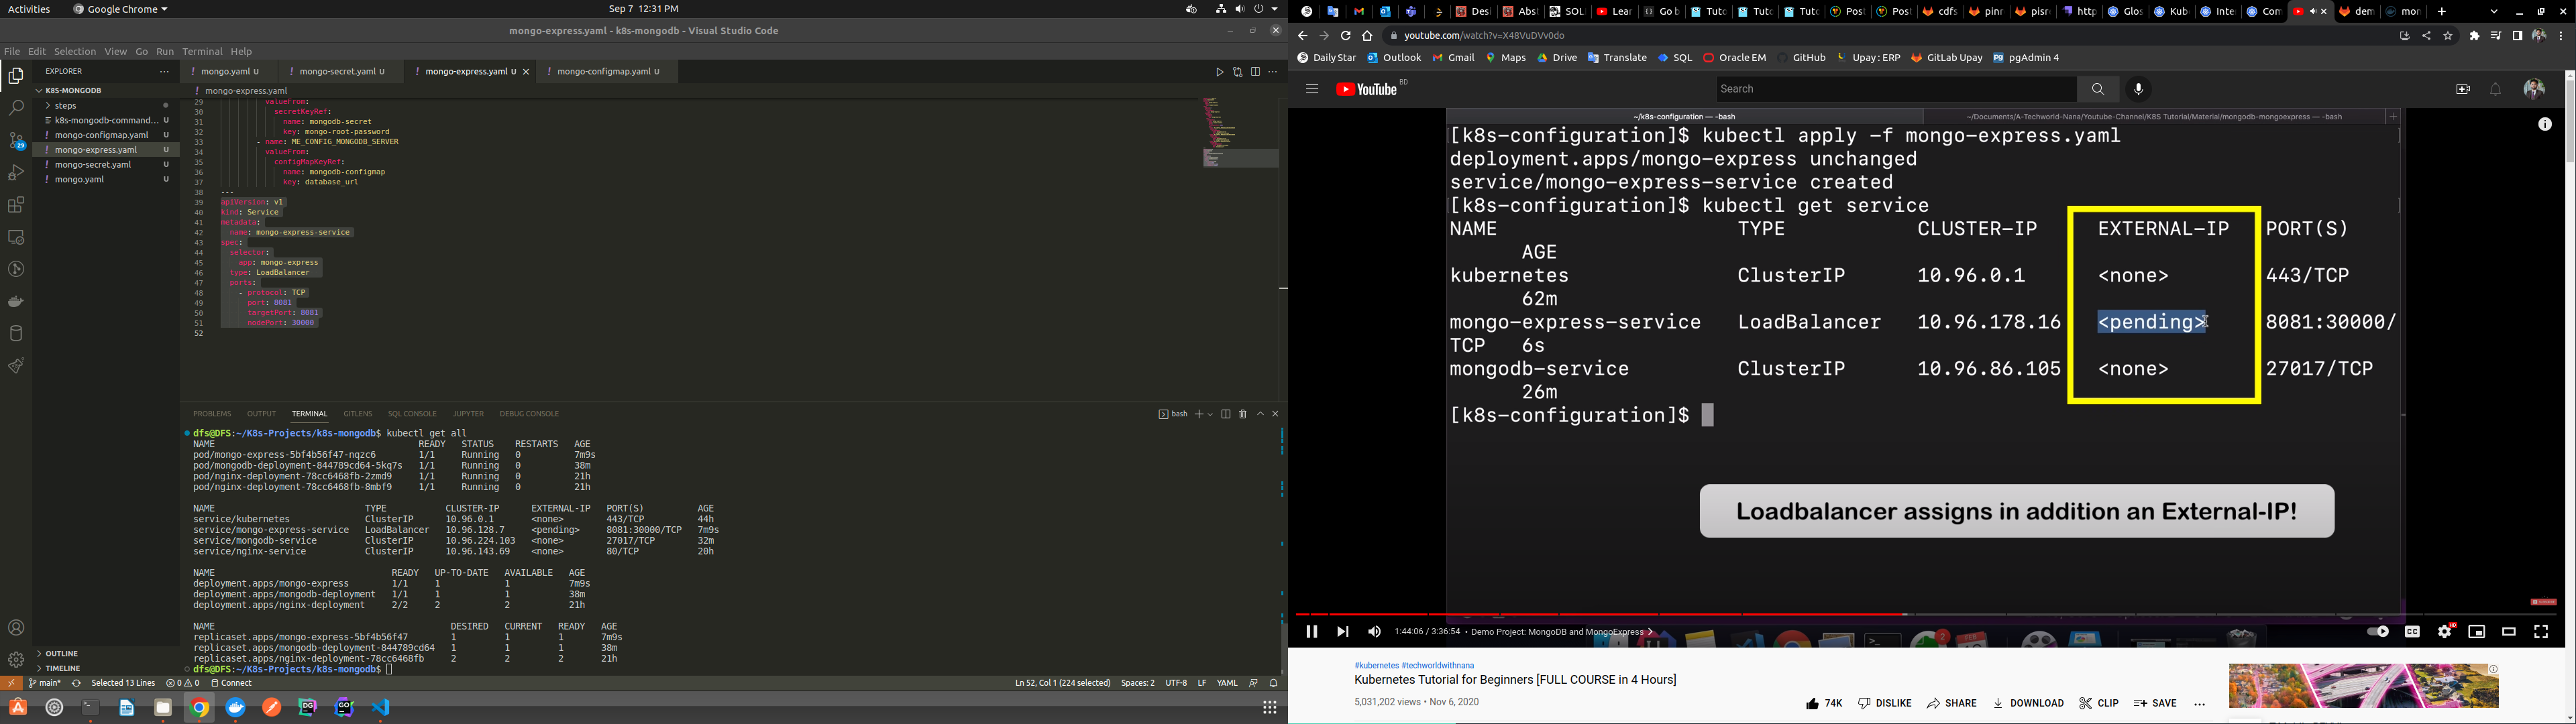 Activities
Google Chrome
Sep 7 12:31 PM
mongo-express.yaml - k8s-mongodb - Visual Studio Code
File Edit Selection View Go Run Terminal Help
EXPLORER
K8S-MONGODB
steps
k8s-mongodb-command... U
mongo-configmap.yaml U
mongo-express.yaml U
mongo-secret.yaml U
mongo.yaml U
29
OUTLINE
TIMELINE
mongo.yaml U
mongo-secret.yaml U
mongo-express.yaml U
mongo-configmap.yaml U
mongo-express.yaml
29 valueFrom:
30 secretKeyRef:
31 name: mongodb-secret
32 key: mongo-root-password
33 - name: ME_CONFIG_MONGODB_SERVER
34 valueFrom:
35 configMapKeyRef:
36 name: mongodb-configmap
37 key: database_url
38 ---
39 apiVersion: v1
40 kind: Service
41 metadata:
42 name: mongo-express-service
43 spec:
44 selector:
45 app: mongo-express
46 type: LoadBalancer
47 ports:
48 - protocol: TCP
49 port: 8081
50 targetPort: 8081
51 nodePort: 30000
52
PROBLEMS OUTPUT TERMINAL GITLENS SQL CONSOLE JUPYTER DEBUG CONSOLE
bash
dfs@DFS:~/K8s-Projects/k8s-mongodb$ kubectl get all
NAME READY STATUS RESTARTS AGE
pod/mongo-express-5bf4b56f47-nqzc6 1/1 Running 0 7m9s
pod/mongodb-deployment-844789cd64-5kq7s 1/1 Running 0 38m
pod/nginx-deployment-78cc6468fb-2zmd9 1/1 Running 0 21h
pod/nginx-deployment-78cc6468fb-8mbf9 1/1 Running 0 21h
NAME TYPE CLUSTER-IP EXTERNAL-IP PORT(S) AGE
service/kubernetes ClusterIP 10.96.0.1 <none> 443/TCP 44h
service/mongo-express-service LoadBalancer 10.96.128.7 <pending> 8081:30000/TCP 7m9s
service/mongodb-service ClusterIP 10.96.224.103 <none> 27017/TCP 32m
service/nginx-service ClusterIP 10.96.143.69 <none> 80/TCP 20h
NAME READY UP-TO-DATE AVAILABLE AGE
deployment.apps/mongo-express 1/1 1 1 7m9s
deployment.apps/mongodb-deployment 1/1 1 1 38m
deployment.apps/nginx-deployment 2/2 2 2 21h
NAME DESIRED CURRENT READY AGE
replicaset.apps/mongo-express-5bf4b56f47 1 1 1 7m9s
replicaset.apps/mongodb-deployment-844789cd64 1 1 1 38m
replicaset.apps/nginx-deployment-78cc6468fb 2 2 2 21h
dfs@DFS:~/K8s-Projects/k8s-mongodb$
main* Selected 13 Lines 0 0 Connect
Ln 52, Col 1 (224 selected) Spaces: 2 UTF-8 LF YAML
Desi Abst SOL Lear Go b Tuto Tuto Tuto Post Post cdfs pinr pisre http Glos Kube Inte Com dem mon
youtube.com/watch?v=X48VuDVv0do
Daily Star Outlook Gmail Maps Drive Translate SQL Oracle EM GitHub Upay: ERP GitLab Upay pgAdmin 4
YouTube BD
Search
~/k8s-configuration — -bash
~/Documents/A-Techworld-Nana/Youtube-Channel/K8S Tutorial/Material/mongodb-mongoexpress — -bash
[k8s-configuration]$ kubectl apply -f mongo-express.yaml
deployment.apps/mongo-express unchanged
service/mongo-express-service created
[k8s-configuration]$ kubectl get service
NAME TYPE CLUSTER-IP EXTERNAL-IP PORT(S)
AGE
kubernetes ClusterIP 10.96.0.1 <none> 443/TCP
62m
mongo-express-service LoadBalancer 10.96.178.16 <pending> 8081:30000/
TCP 6s
mongodb-service ClusterIP 10.96.86.105 <none> 27017/TCP
26m
[k8s-configuration]$
Loadbalancer assigns in addition an External-IP!
1:44:06 / 3:36:54 • Demo Project: MongoDB and MongoExpress
#kubernetes #techworldwithnana
Kubernetes Tutorial for Beginners [FULL COURSE in 4 Hours]
5,031,202 views • Nov 6, 2020
74K DISLIKE SHARE DOWNLOAD CLIP SAVE